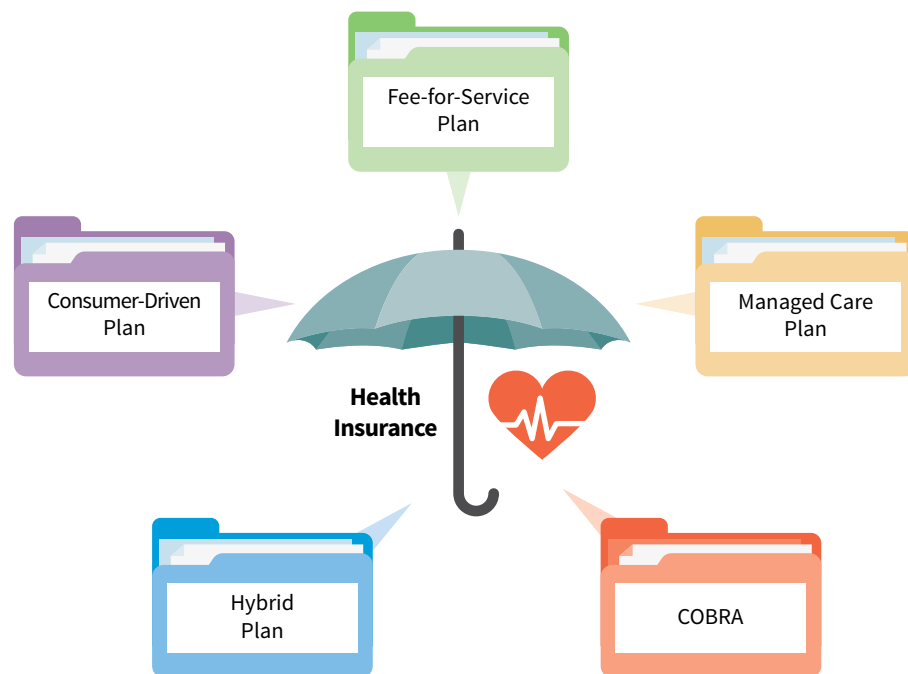 Fee-for-Service
Plan
Consumer-Driven
Plan
Managed Care
Plan
Health
Insurance
Hybrid
Plan
COBRA